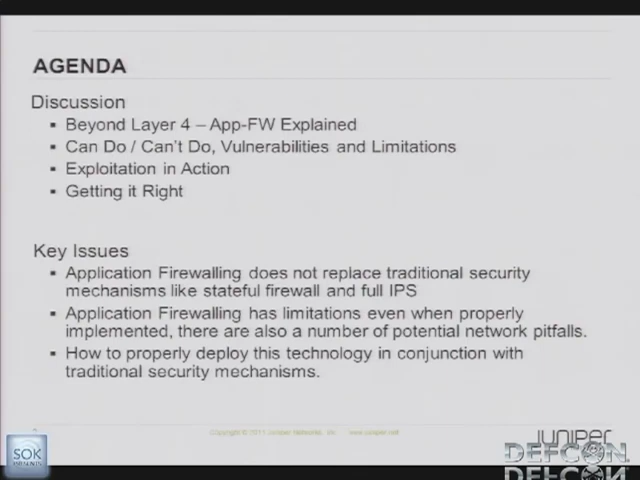 AGENDA
Discussion
▪ Beyond Layer 4 – App-FW Explained
▪ Can Do / Can't Do, Vulnerabilities and Limitations
▪ Exploitation in Action
▪ Getting it Right
Key Issues
▪ Application Firewalling does not replace traditional security
mechanisms like stateful firewall and full IPS
▪ Application Firewalling has limitations even when properly
implemented, there are also a number of potential network pitfalls.
▪ How to properly deploy this technology in conjunction with
traditional security mechanisms.
Copyright © 2011 Juniper Networks, Inc. www.juniper.net
JUNIPER
DEFCON
DEFCON
SOK